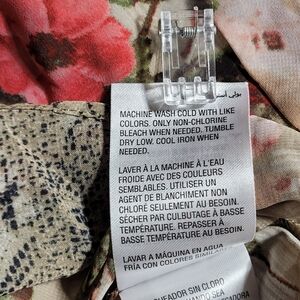 MACHINE WASH COLD WITH LIKE
COLORS. ONLY NON-CHLORINE
BLEACH WHEN NEEDED. TUMBLE
DRY LOW. COOL IRON WHEN
NEEDED.
LAVER À LA MACHINE À L'EAU
FROIDE AVEC DES COULEURS
SEMBLABLES. UTILISER UN
AGENT DE BLANCHIMENT NON
CHLORÉ SEULEMENT AU BESOIN.
SÉCHER PAR CULBUTAGE À BASSE
TEMPÉRATURE. REPASSER À
BASSE TEMPÉRATURE AU BESOIN.
LAVAR A MÁQUINA EN AGUA
FRÍA CON COLORES
SIN CLORO